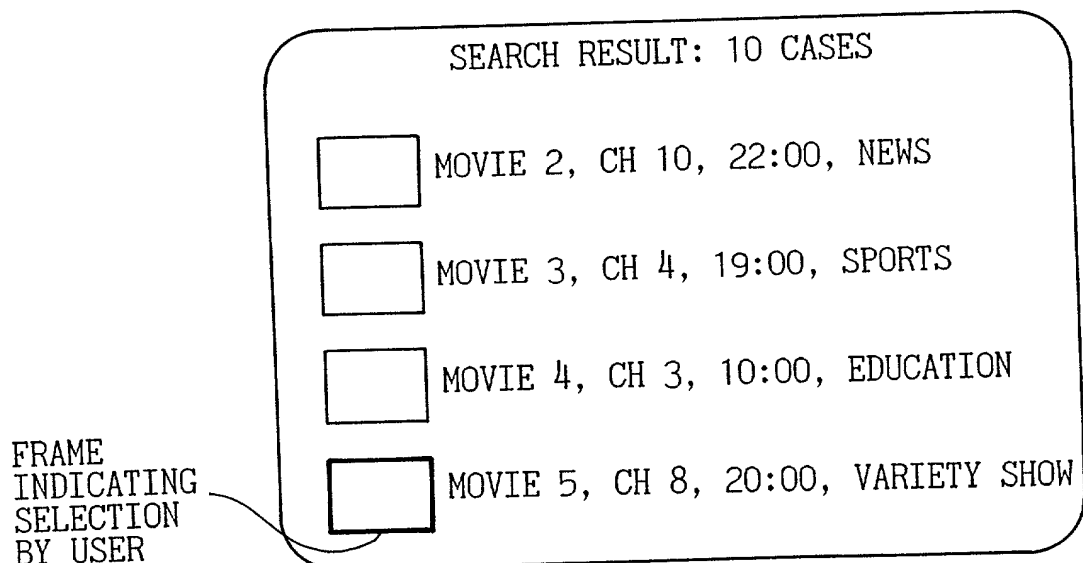 SEARCH RESULT: 10 CASES
MOVIE 2, CH 10, 22:00, NEWS
MOVIE 3, CH 4, 19:00, SPORTS
MOVIE 4, CH 3, 10:00, EDUCATION
MOVIE 5, CH 8, 20:00, VARIETY SHOW
FRAME
INDICATING
SELECTION
BY USER